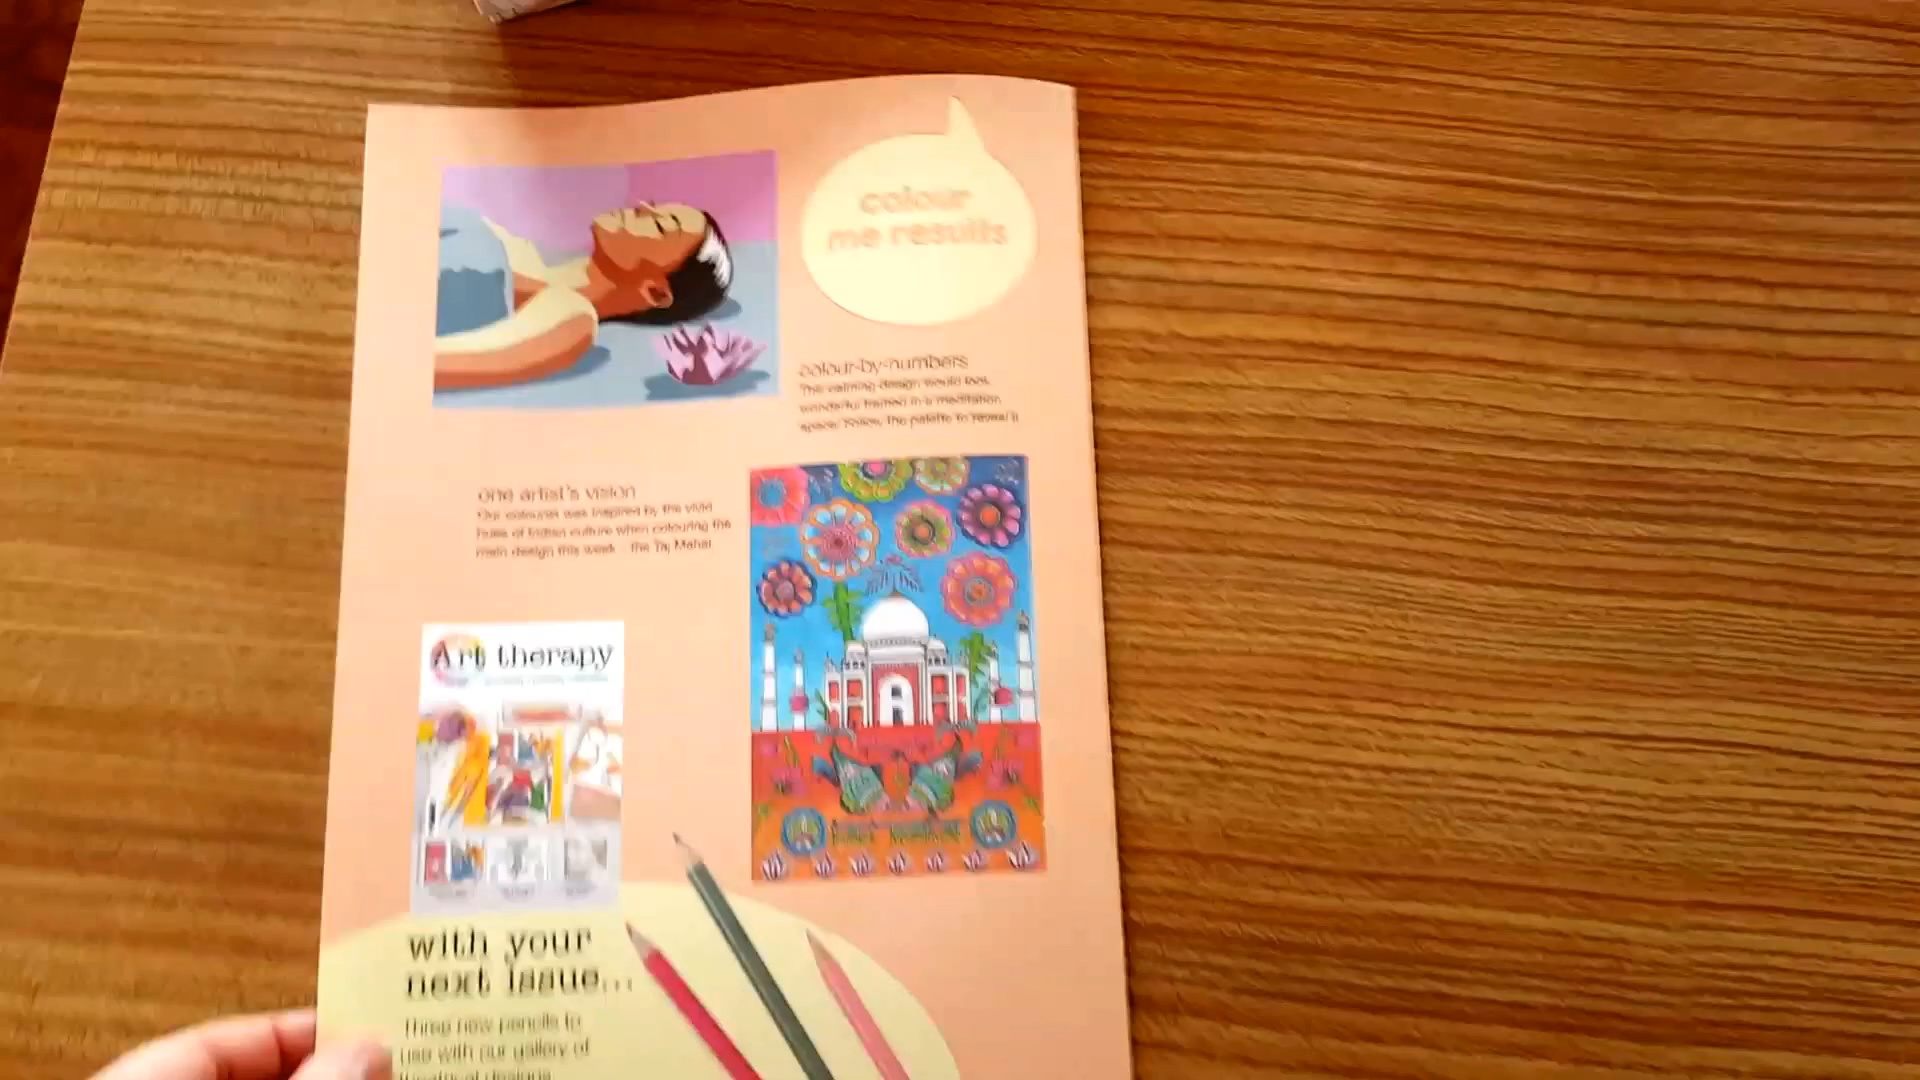 colour
me results
colour-by-numbers
This calming design would look
wonderful framed in a meditation
space. Follow the palette to reveal it
one artist's vision
Our colourist was inspired by the vivid
hues of Indian culture when colouring the
main design this week – the Taj Mahal
Art therapy
with your
next issue...
Three new pencils to
use with our gallery of
theatrical designs